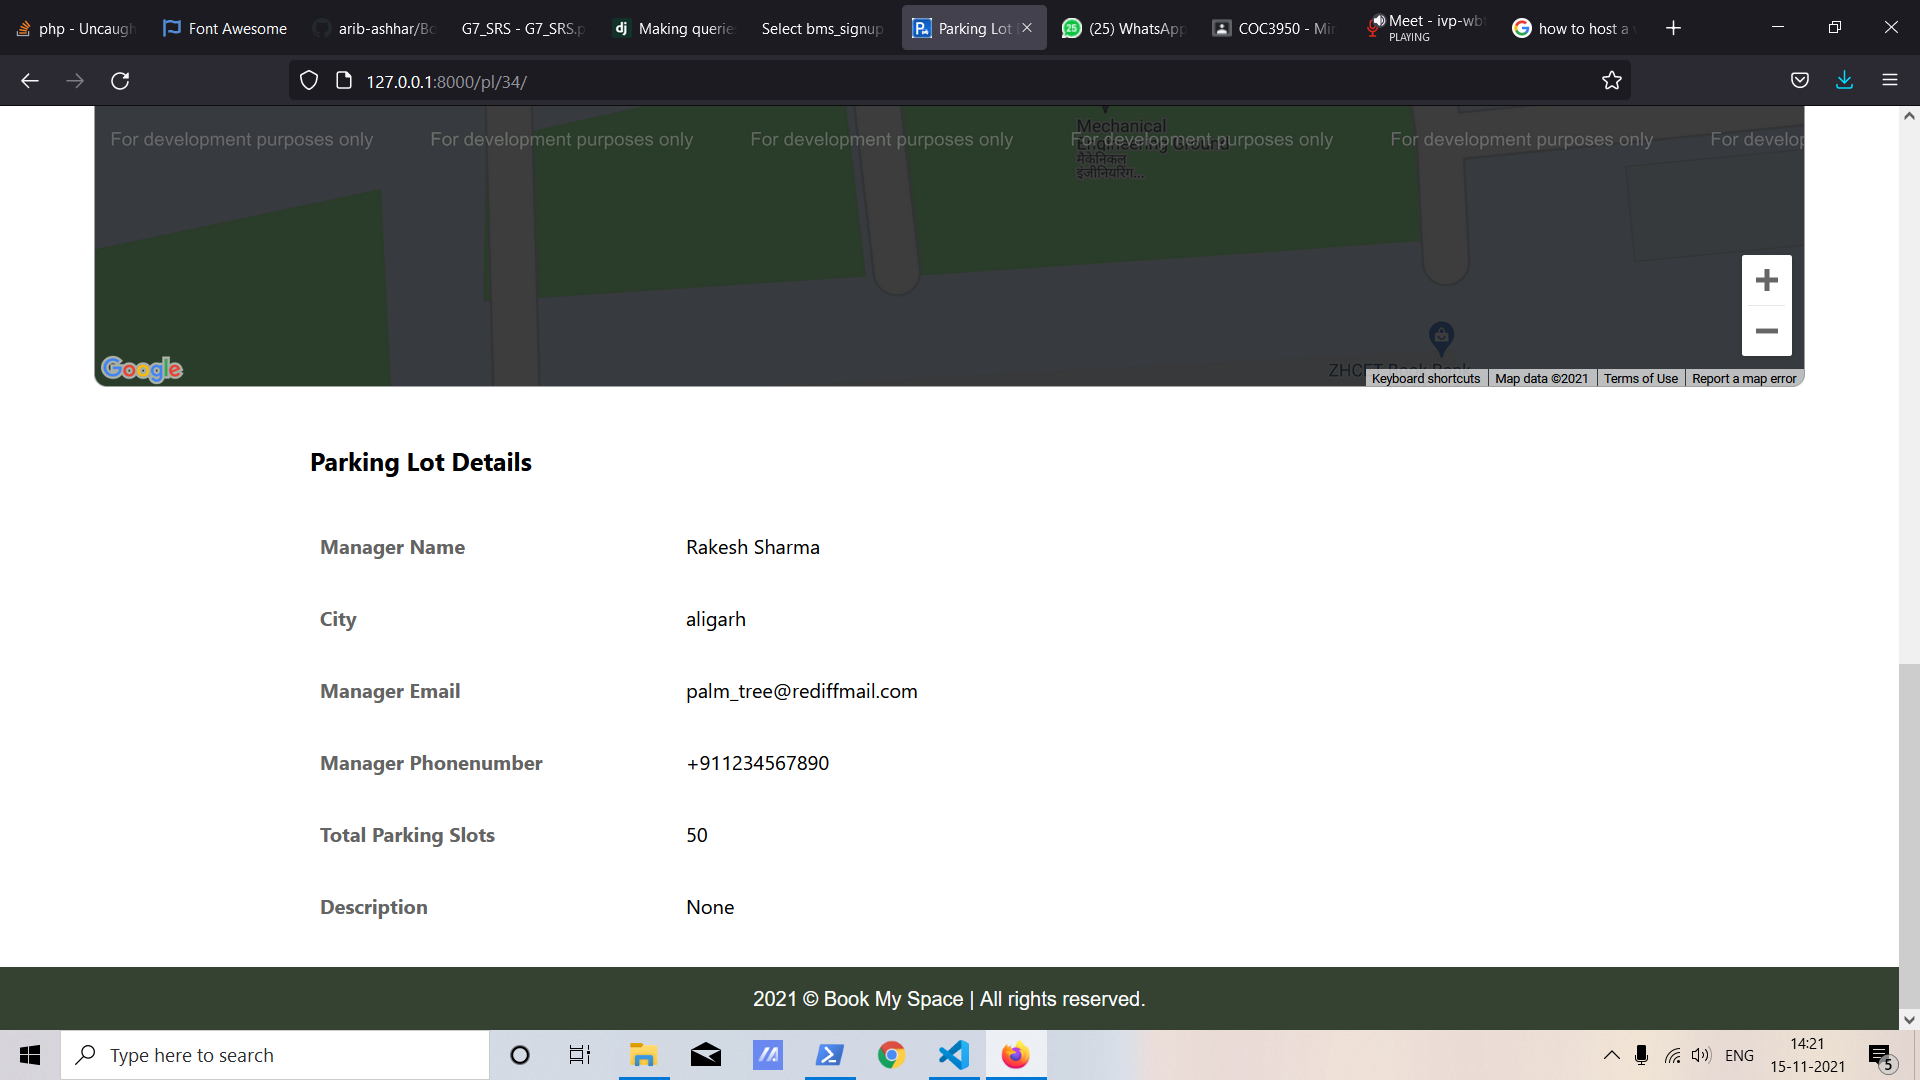 php - Uncaugh
Font Awesome
arib-ashhar/Bo
G7_SRS - G7_SRS.p
dj Making querie
Select bms_signup
Parking Lot
(25) WhatsApp
COC3950 - Mi
Meet - ivp-wb
PLAYING
how to host a
127.0.0.1:8000/pl/34/
For development purposes only For development purposes only For development purposes only For development purposes only For development purposes only For develop
Mechanical
Engineering Ground
मैकेनिकल
इंजीनियरिंग...
ZHCET Book Bank
Google
Keyboard shortcuts Map data ©2021 Terms of Use Report a map error
Parking Lot Details
Manager Name Rakesh Sharma
City aligarh
Manager Email palm_tree@rediffmail.com
Manager Phonenumber +911234567890
Total Parking Slots 50
Description None
2021 © Book My Space | All rights reserved.
Type here to search
ENG
14:21
15-11-2021
5